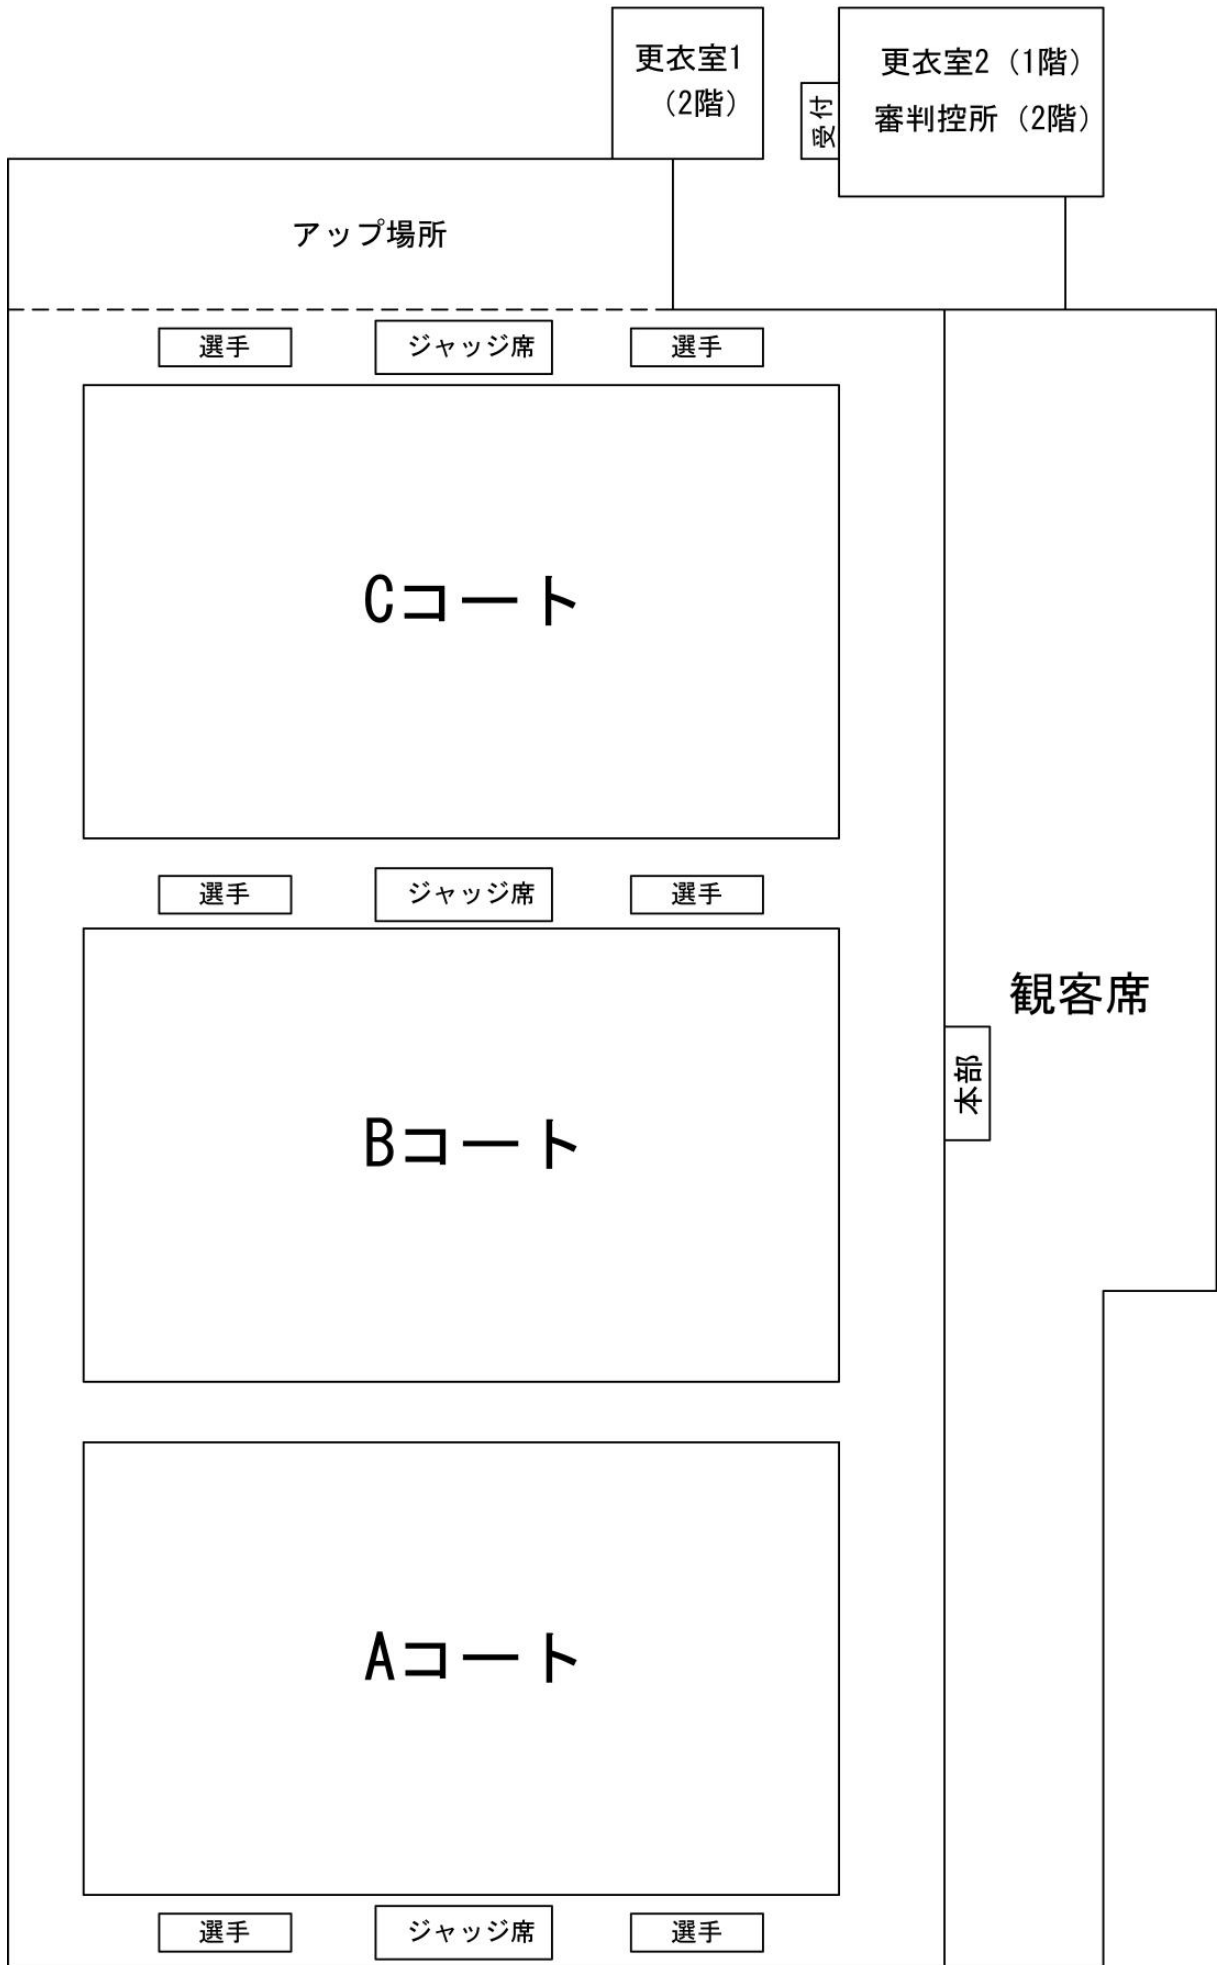 更衣室1
（2階）
受付
更衣室2（1階）
審判控所（2階）
アップ場所
選手
ジャッジ席
選手
Cコート
選手
ジャッジ席
選手
観客席
本部
Bコート
Aコート
選手
ジャッジ席
選手